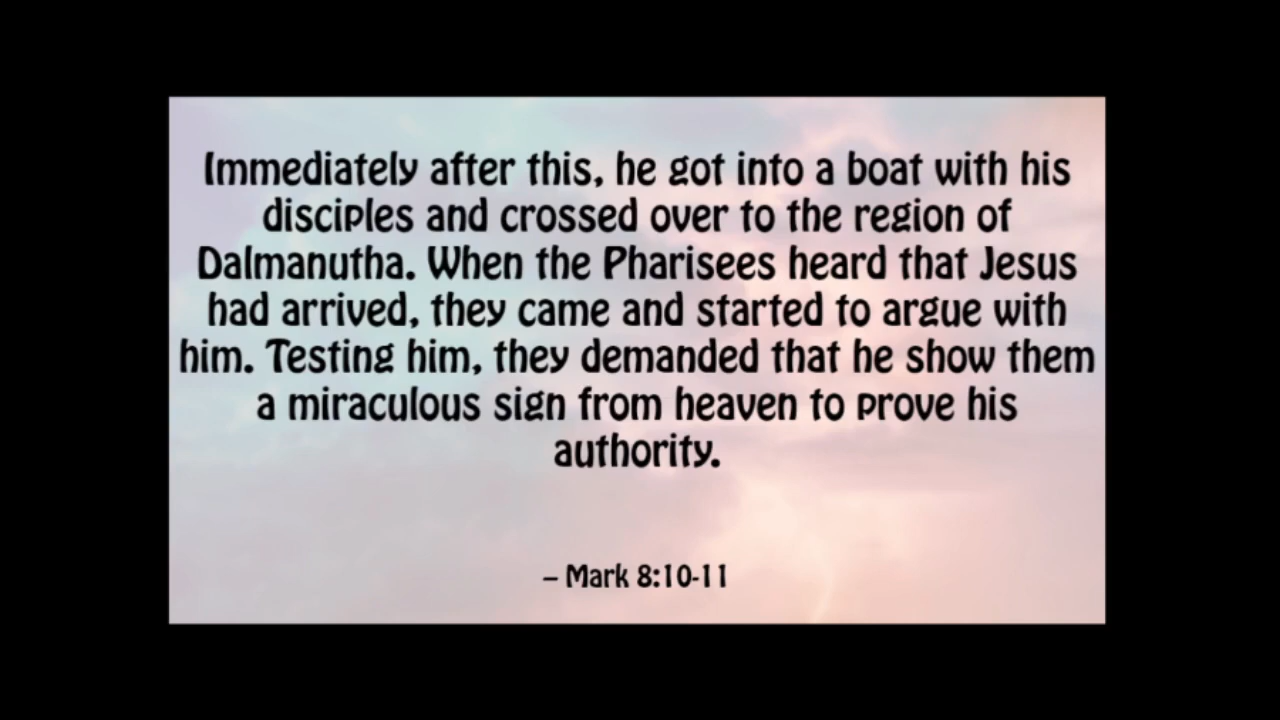 Immediately after this, he got into a boat with his
disciples and crossed over to the region of
Dalmanutha. When the Pharisees heard that Jesus
had arrived, they came and started to argue with
him. Testing him, they demanded that he show them
a miraculous sign from heaven to prove his
authority.
– Mark 8:10-11